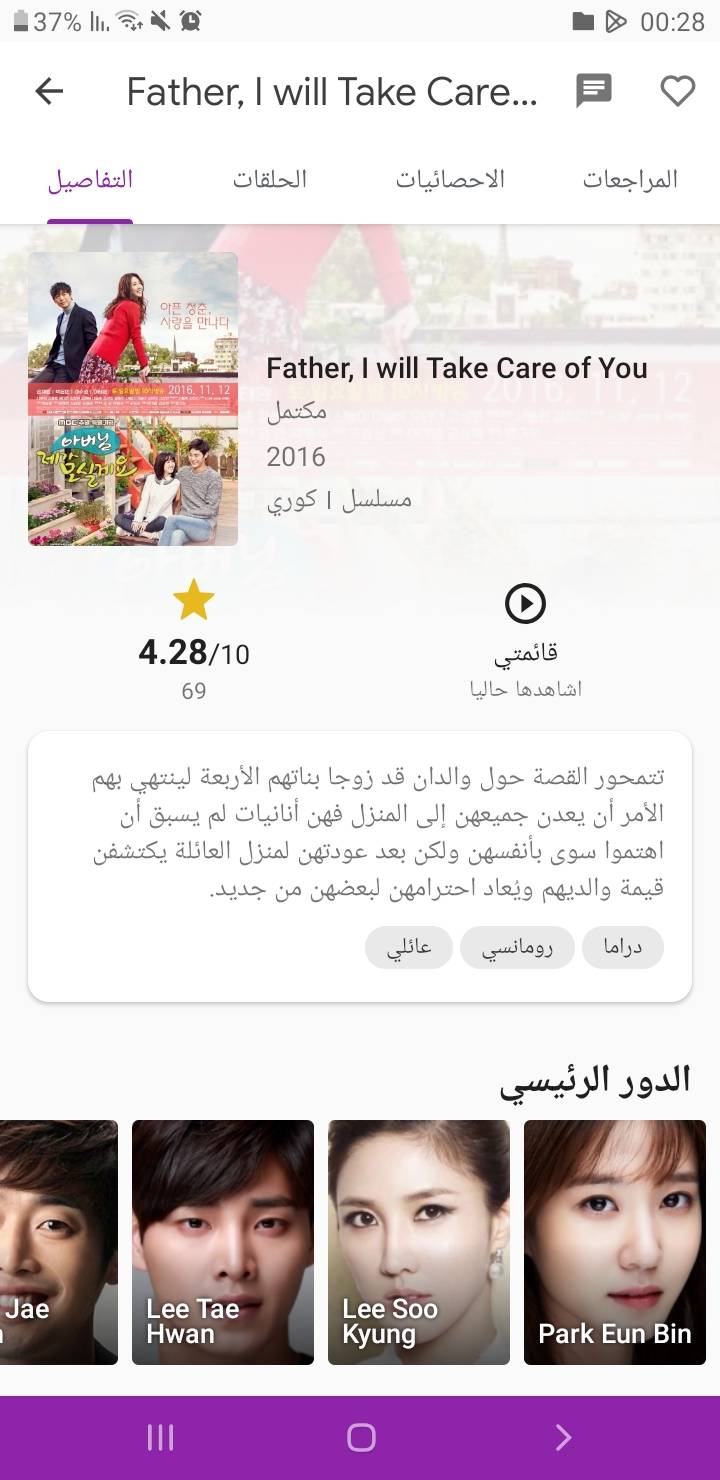 37%
00:28
Father, I will Take Care...
التفاصيل
الحلقات
الاحصائيات
المراجعات
아픈 청춘,
사랑을 만나다
2016. 11. 12
MBC
아버님
제가
모실게요
Father, I will Take Care of You
مكتمل
2016
مسلسل | كوري
4.28/10
69
قائمتي
اشاهدها حاليا
تتمحور القصة حول والدان قد زوجا بناتهم الأربعة لينتهي بهم
الأمر أن يعدن جميعهن إلى المنزل فهن أنانيات لم يسبق أن
اهتموا سوى بأنفسهن ولكن بعد عودتهن لمنزل العائلة يكتشفن
قيمة والديهم ويُعاد احترامهن لبعضهن من جديد.
دراما
رومانسي
عائلي
الدور الرئيسي
Jae
Lee Tae
Hwan
Lee Soo
Kyung
Park Eun Bin